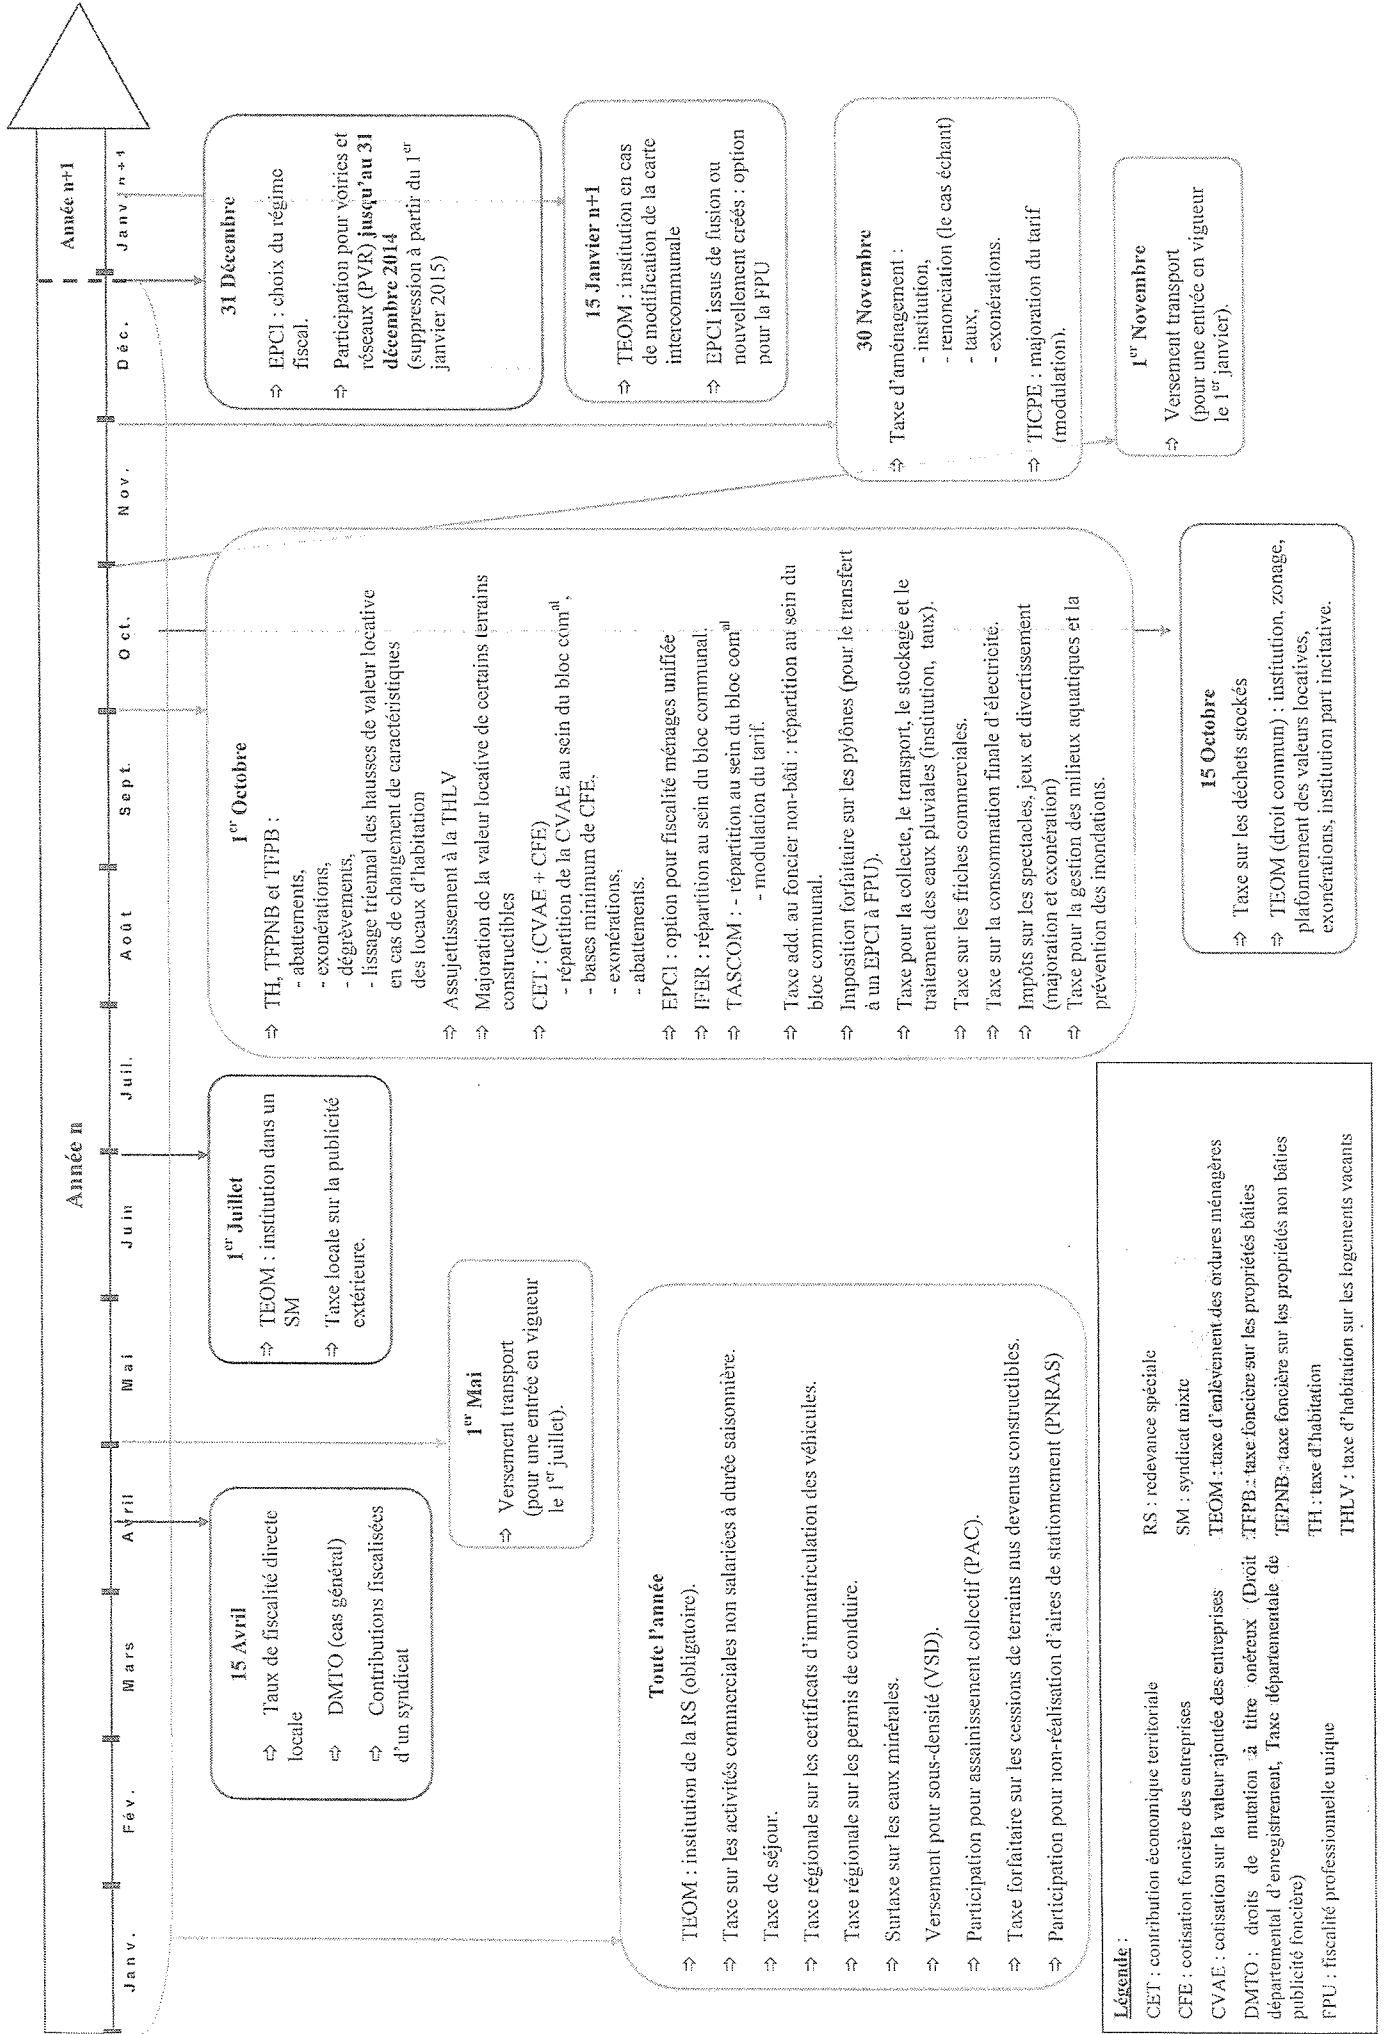 Année n
Année n+1
Janv.
Fév.
Mars
Avril
Mai
Juin
Juil.
Août
Sept.
Oct.
Nov.
Déc.
Janv n+1
15 Avril
⇨ Taux de fiscalité directe
locale
⇨ DMTO (cas général)
⇨ Contributions fiscalisées
d'un syndicat
1er Mai
⇨ Versement transport
(pour une entrée en vigueur
le 1er juillet).
1er Juillet
⇨ TEOM : institution dans un
SM
⇨ Taxe locale sur la publicité
extérieure.
Toute l'année
⇨ TEOM : institution de la RS (obligatoire).
⇨ Taxe sur les activités commerciales non salariées à durée saisonnière.
⇨ Taxe de séjour.
⇨ Taxe régionale sur les certificats d'immatriculation des véhicules.
⇨ Taxe régionale sur les permis de conduire.
⇨ Surtaxe sur les eaux minérales.
⇨ Versement pour sous-densité (VSD).
⇨ Participation pour assainissement collectif (PAC).
⇨ Taxe forfaitaire sur les cessions de terrains nus devenus constructibles.
⇨ Participation pour non-réalisation d'aires de stationnement (PNRAS)
1er Octobre
⇨ TH, TFPNB et TFPB :
- abattements,
- exonérations,
- dégrèvements,
- lissage triennal des hausses de valeur locative
en cas de changement de caractéristiques
des locaux d'habitation
⇨ Assujettissement à la THLV
⇨ Majoration de la valeur locative de certains terrains
constructibles
⇨ CET : (CVAE + CFE)
- répartition de la CVAE au sein du bloc com al,
- bases minimum de CFE,
- exonérations,
- abattements.
⇨ EPCI : option pour fiscalité ménages unifiée
⇨ IFER : répartition au sein du bloc communal.
⇨ TASCOM : - répartition au sein du bloc com al
- modulation du tarif.
⇨ Taxe add. au foncier non-bâti : répartition au sein du
bloc communal.
⇨ Imposition forfaitaire sur les pylônes (pour le transfert
à un EPCI à FPU).
⇨ Taxe pour la collecte, le transport, le stockage et le
traitement des eaux pluviales (institution, taux).
⇨ Taxe sur les friches commerciales.
⇨ Taxe sur la consommation finale d'électricité.
⇨ Impôts sur les spectacles, jeux et divertissement
(majoration et exonération)
⇨ Taxe pour la gestion des milieux aquatiques et la
prévention des inondations.
15 Octobre
⇨ Taxe sur les déchets stockés
⇨ TEOM (droit commun) : institution, zonage,
plafonnement des valeurs locatives,
exonérations, institution part incitative.
31 Décembre
⇨ EPCI : choix du régime
fiscal.
⇨ Participation pour voiries et
réseaux (PVR) jusqu'au 31
décembre 2014
(suppression à partir du 1er
janvier 2015)
15 Janvier n+1
⇨ TEOM : institution en cas
de modification de la carte
intercommunale
⇨ EPCI issus de fusion ou
nouvellement créés : option
pour la FPU
30 Novembre
⇨ Taxe d'aménagement :
- institution,
- renonciation (le cas échant)
- taux,
- exonérations.
⇨ TICPE : majoration du tarif
(modulation).
1er Novembre
⇨ Versement transport
(pour une entrée en vigueur
le 1er janvier).
Légende :
CET : contribution économique territoriale
CFE : cotisation foncière des entreprises
CVAE : cotisation sur la valeur ajoutée des entreprises
DMTO : droits de mutation à titre onéreux (Droit
départemental d'enregistrement, Taxe départementale de
publicité foncière)
FPU : fiscalité professionnelle unique
RS : redevance spéciale
SM : syndicat mixte
TEOM : taxe d'enlèvement des ordures ménagères
TFPB : taxe foncière sur les propriétés bâties
TFPNB : taxe foncière sur les propriétés non bâties
TH : taxe d'habitation
THLV : taxe d'habitation sur les logements vacants